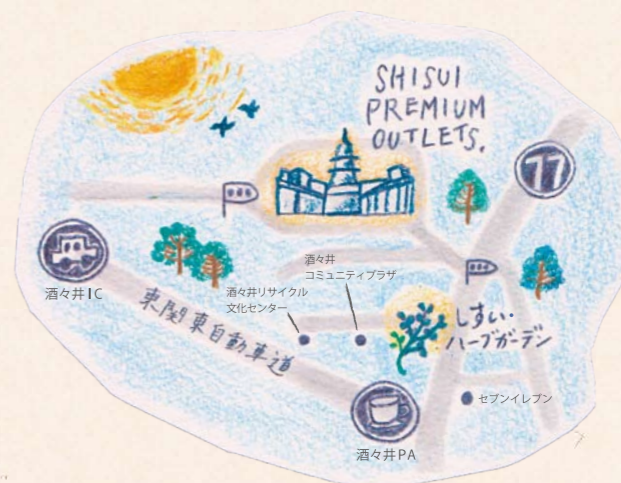 SHISUI
PREMIUM
OUTLETS.
77
酒々井IC
酒々井
コミュニティプラザ
酒々井リサイクル
文化センター
東関東自動車道
しすい・
ハーブガーデン
セブンイレブン
酒々井PA